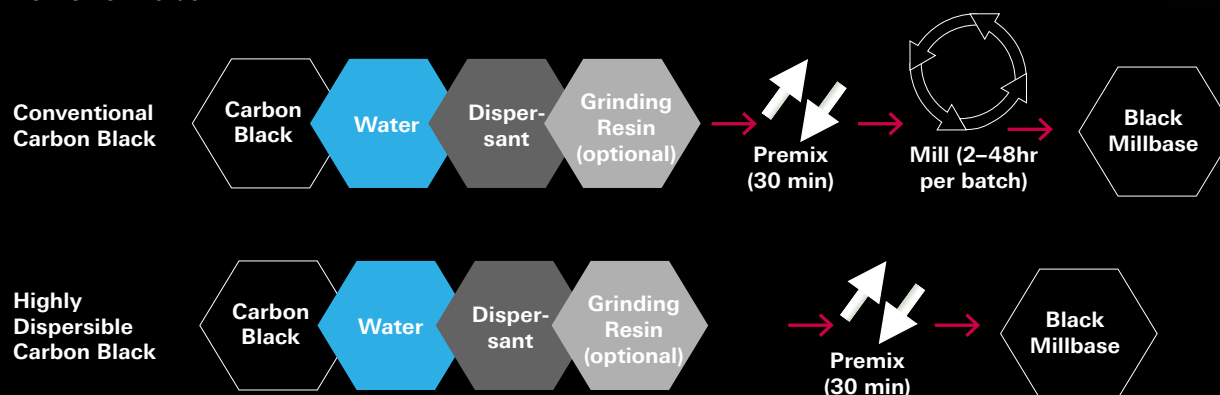 Conventional
Carbon Black
Carbon
Black
Water
Disper-
sant
Grinding
Resin
(optional)
Premix
(30 min)
Mill (2–48hr
per batch)
Black
Millbase
Highly
Dispersible
Carbon Black
Carbon
Black
Water
Disper-
sant
Grinding
Resin
(optional)
Premix
(30 min)
Black
Millbase